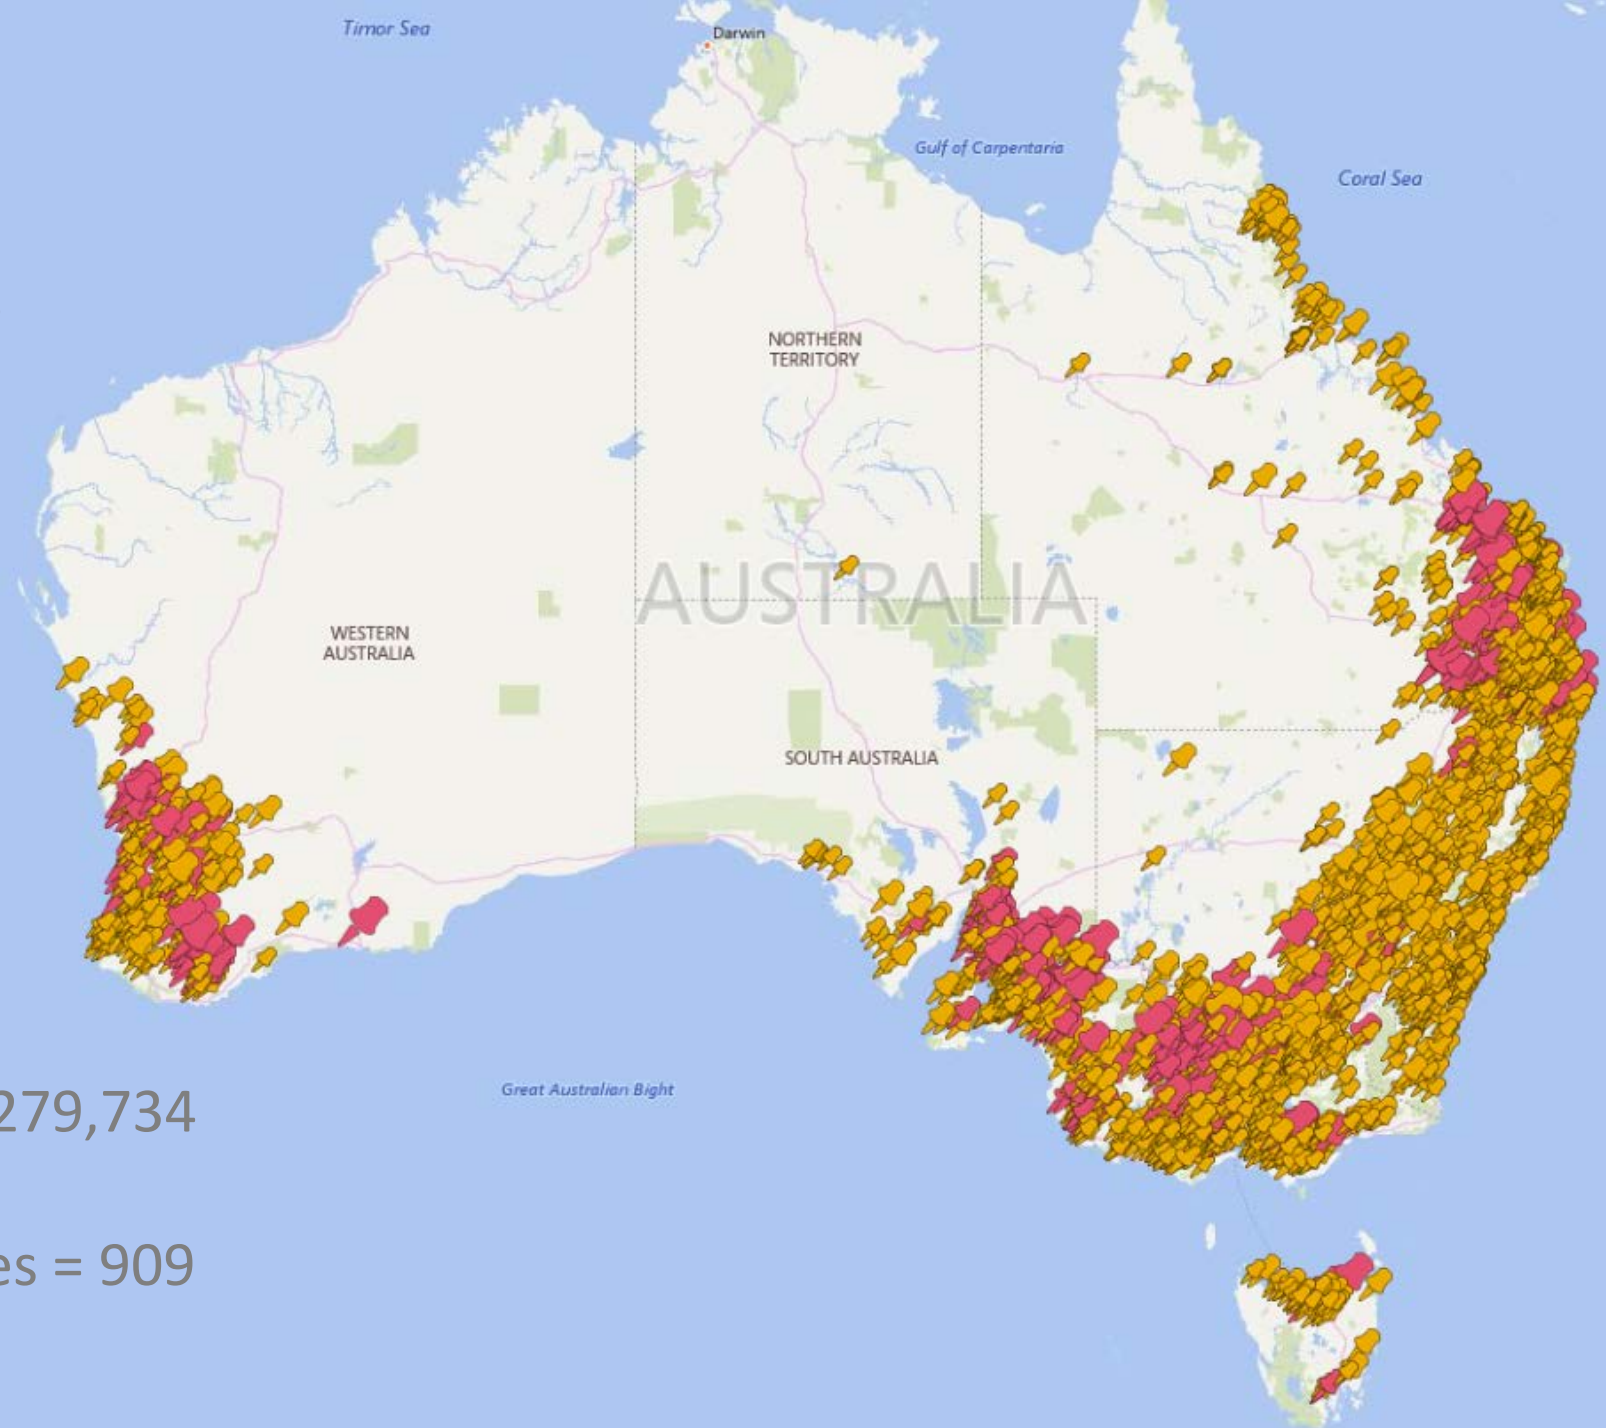 Timor Sea
Darwin
Gulf of Carpentaria
Coral Sea
NORTHERN
TERRITORY
AUSTRALIA
WESTERN
AUSTRALIA
SOUTH AUSTRALIA
Great Australian Bight
279,734
es = 909